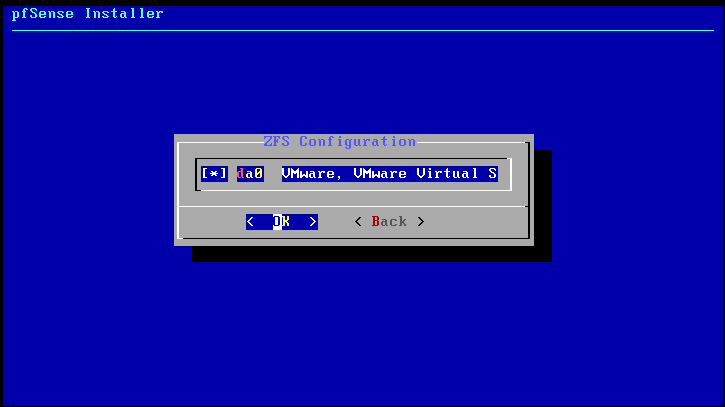 pfSense Installer
ZFS Configuration
[*] da0 VMware, VMware Virtual S
< OK > < Back >